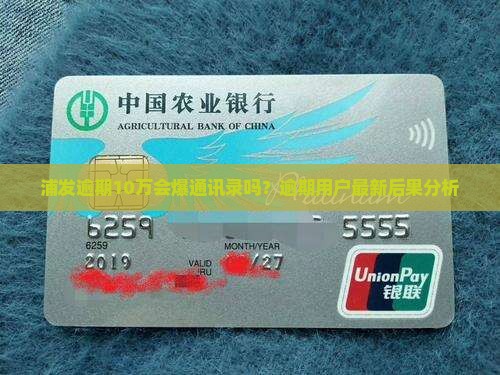 中国农业银行
AGRICULTURAL BANK OF CHINA
浦发逾期10万会爆通讯录吗？逾期用户最新后果分析
Platinum
6259 5555
6259
MONTH/YEAR
2019 VALID THRU /27
UnionPay
银联